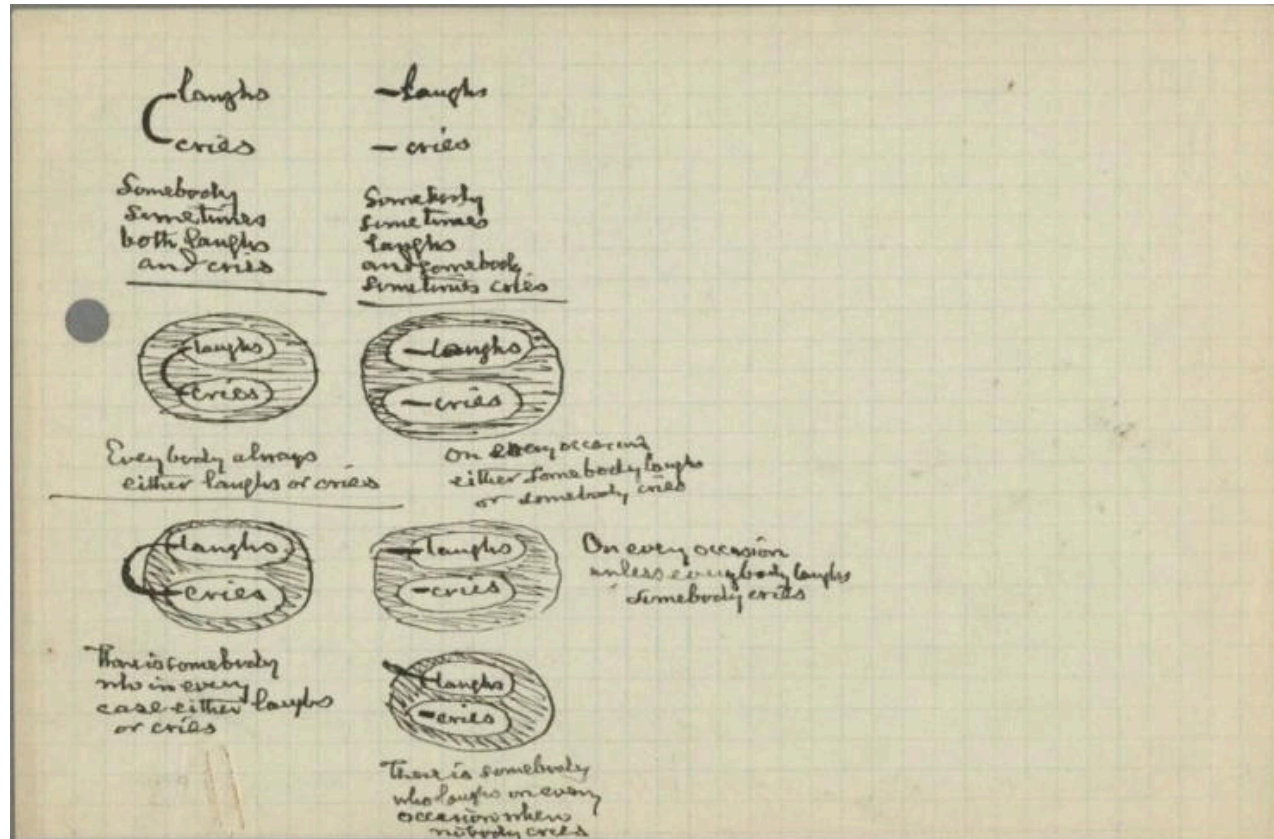 laughs
cries
Somebody
sometimes
both laughs
and cries
laughs
cries
Somebody
sometimes
laughs
and somebody
sometimes cries
laughs
cries
Everybody always
either laughs or cries
laughs
cries
On every occasion
either somebody laughs
or somebody cries
laughs
cries
There is somebody
who in every
case either laughs
or cries
laughs
cries
On every occasion
unless everybody laughs
somebody cries
laughs
cries
There is somebody
who laughs on every
occasion when
nobody cries